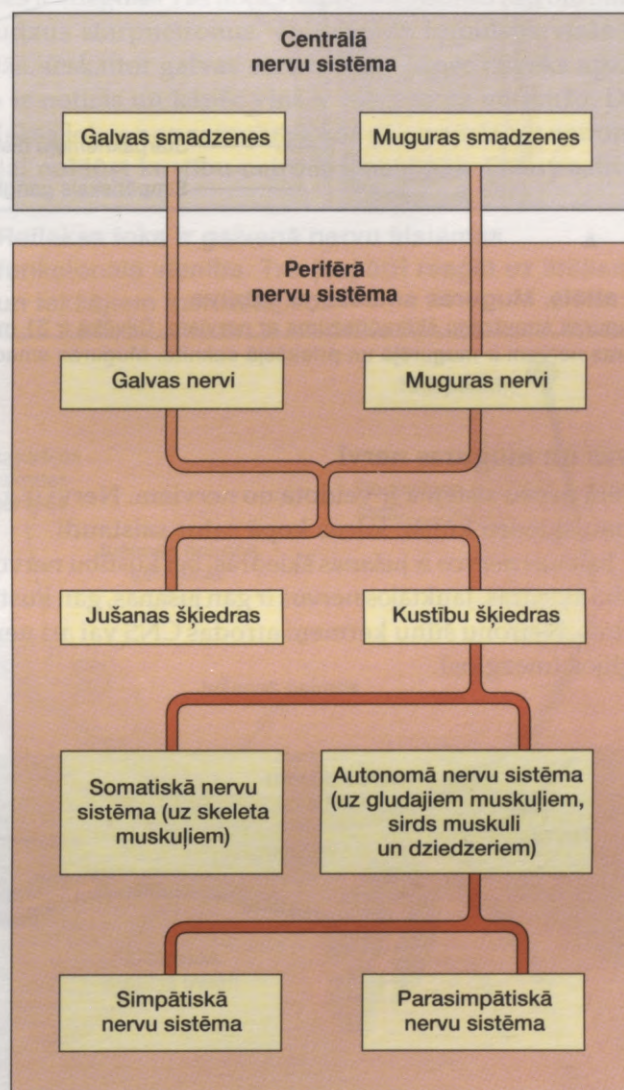 Centrālā
nervu sistēma
Galvas smadzenes
Muguras smadzenes
Perifērā
nervu sistēma
Galvas nervi
Muguras nervi
Jušanas šķiedras
Kustību šķiedras
Somatiskā nervu
sistēma (uz skeleta
muskuļiem)
Autonomā nervu sistēma
(uz gludajiem muskuļiem,
sirds muskuli
un dziedzeriem)
Simpātiskā
nervu sistēma
Parasimpātiskā
nervu sistēma